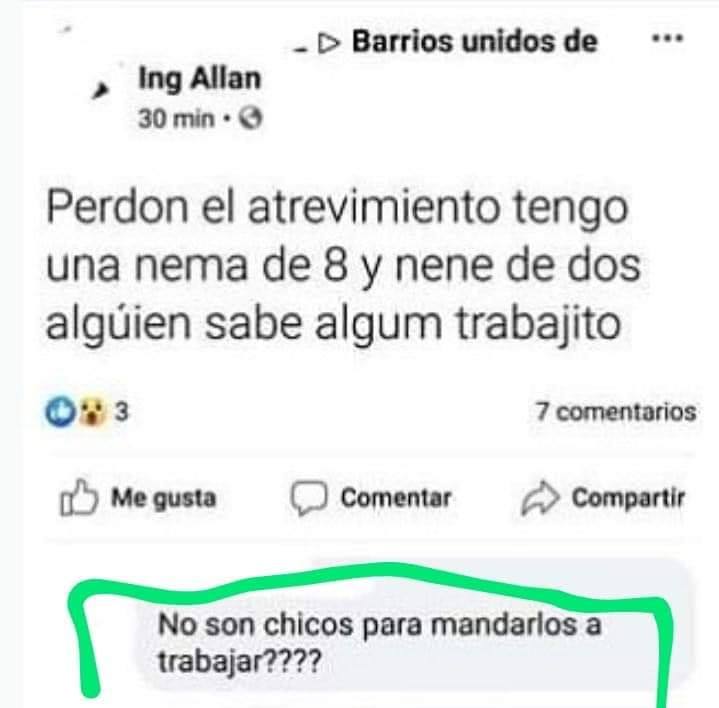 Barrios unidos de
Ing Allan
30 min
Perdon el atrevimiento tengo
una nema de 8 y nene de dos
algúien sabe algum trabajito
3
7 comentarios
Me gusta
Comentar
Compartir
No son chicos para mandarlos a
trabajar????